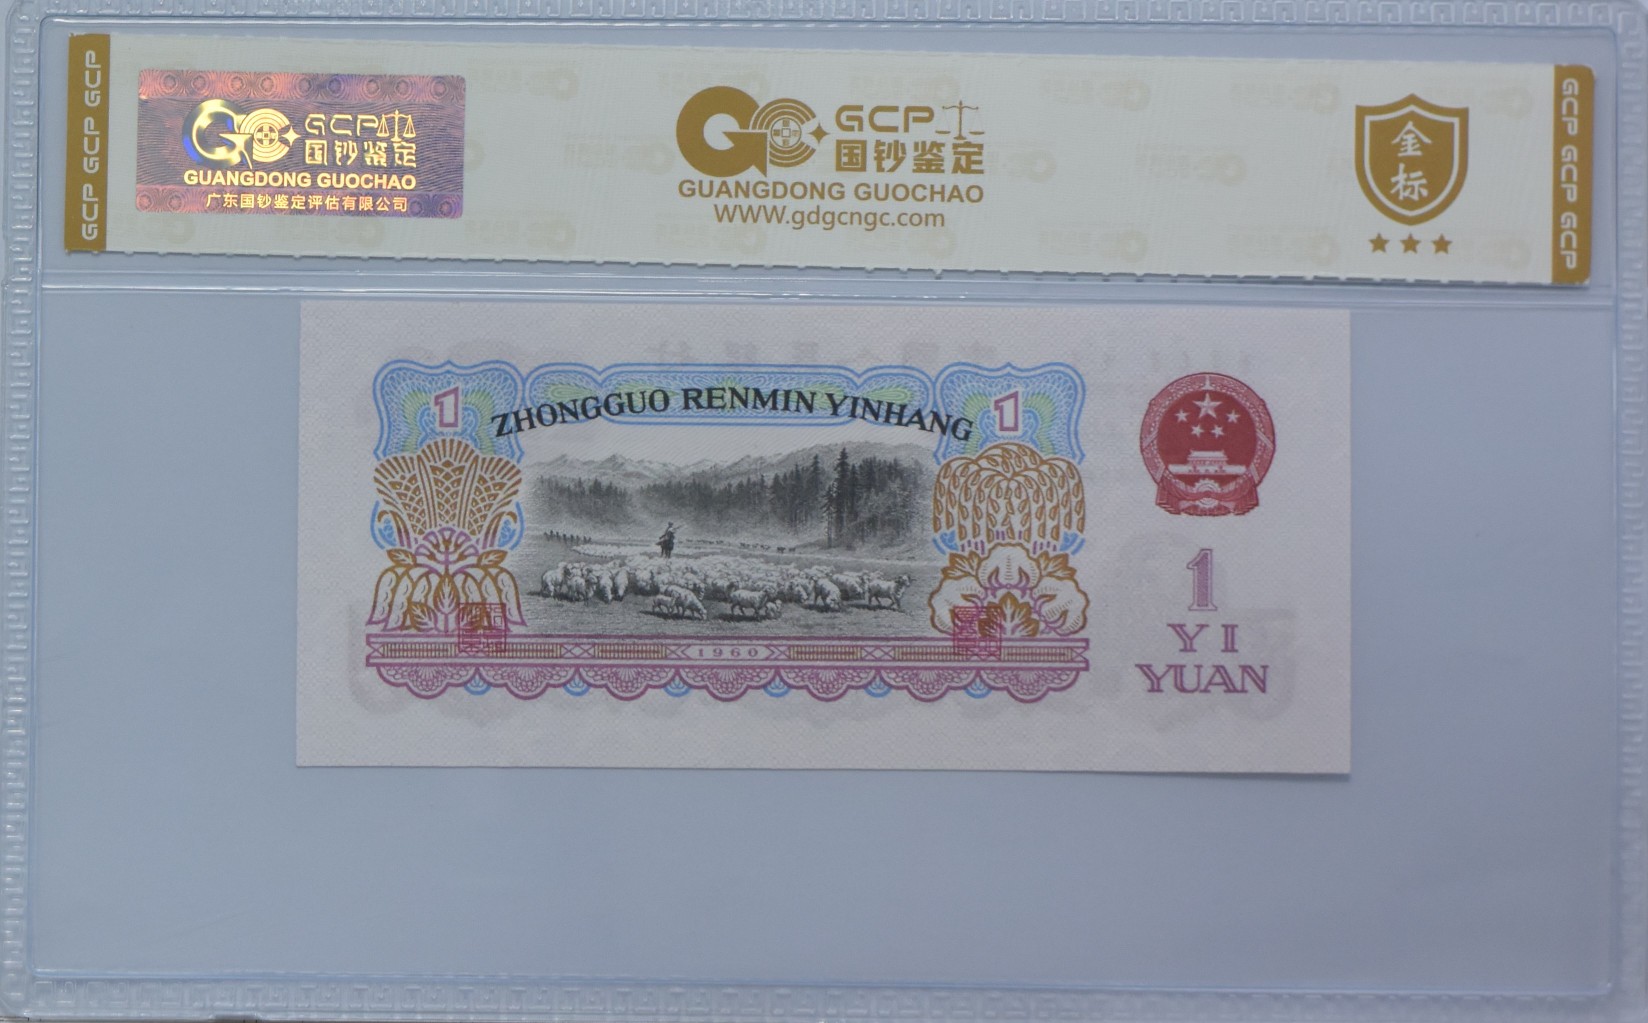 GCP GCP GCP
GCP
国钞鉴定
GUANGDONG GUOCHAO
广东国钞鉴定评估有限公司
GCP
国钞鉴定
GUANGDONG GUOCHAO
WWW.gdgcngc.com
金标
GCP GCP GCP
ZHONGGUO RENMIN YINHANG
1
1
1960
1
YI
YUAN